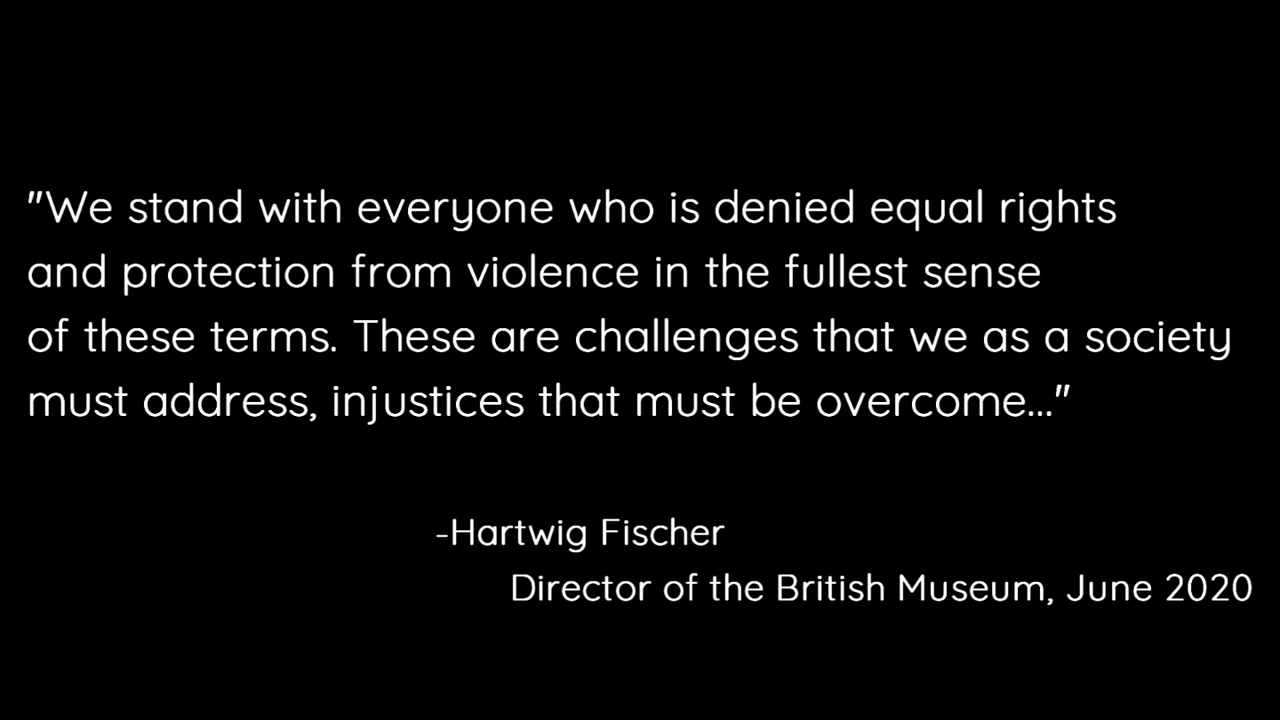 "We stand with everyone who is denied equal rights
and protection from violence in the fullest sense
of these terms. These are challenges that we as a society
must address, injustices that must be overcome..."
-Hartwig Fischer
Director of the British Museum, June 2020